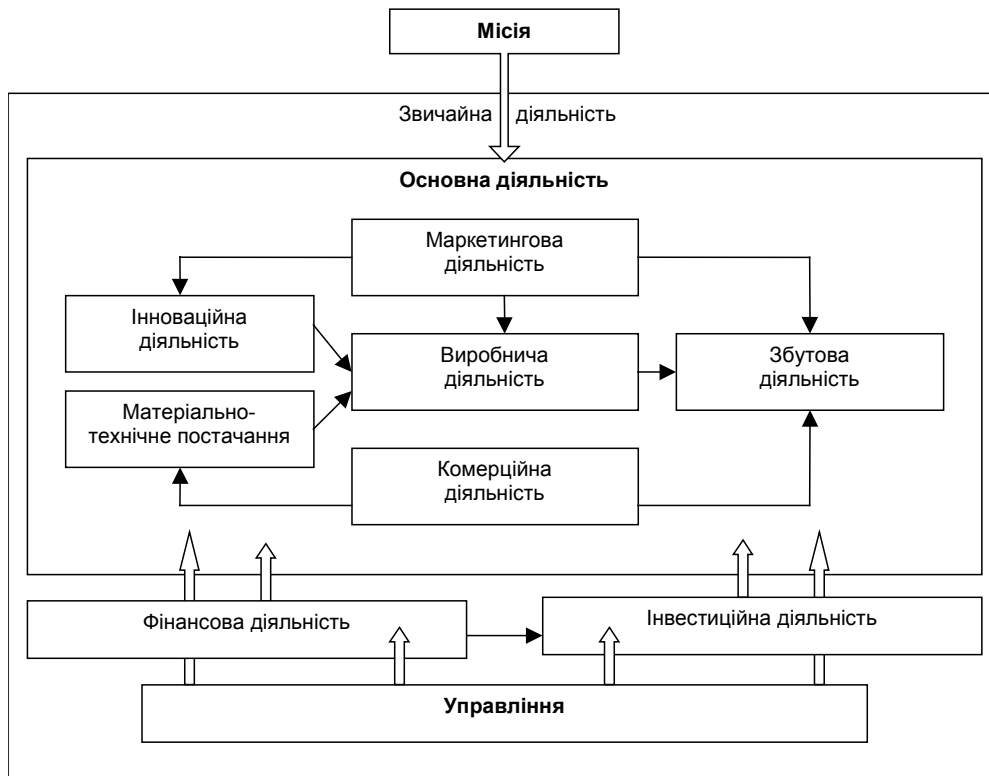 Місія
Звичайна діяльність
Основна діяльність
Маркетингова
діяльність
Інноваційна
діяльність
Виробнича
діяльність
Збутова
діяльність
Матеріально-
технічне постачання
Комерційна
діяльність
Фінансова діяльність
Інвестиційна діяльність
Управління